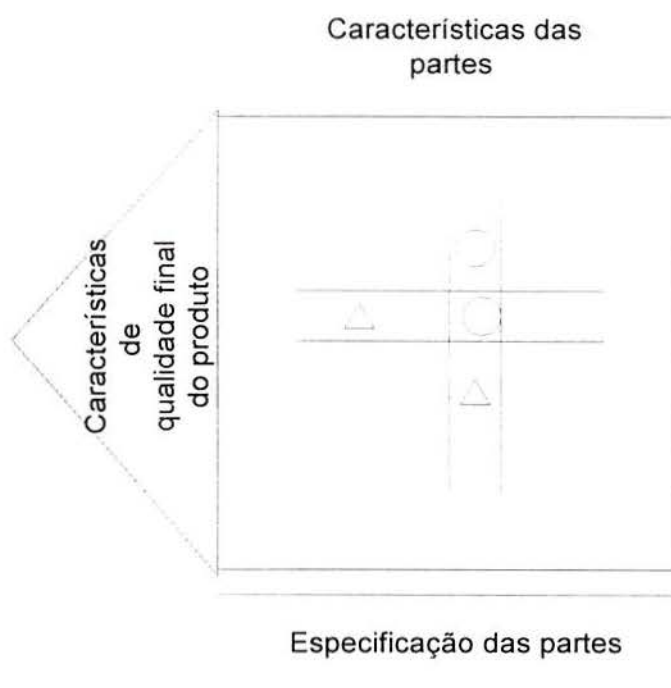 Características das
partes
Características
de
qualidade final
do produto
Especificação das partes